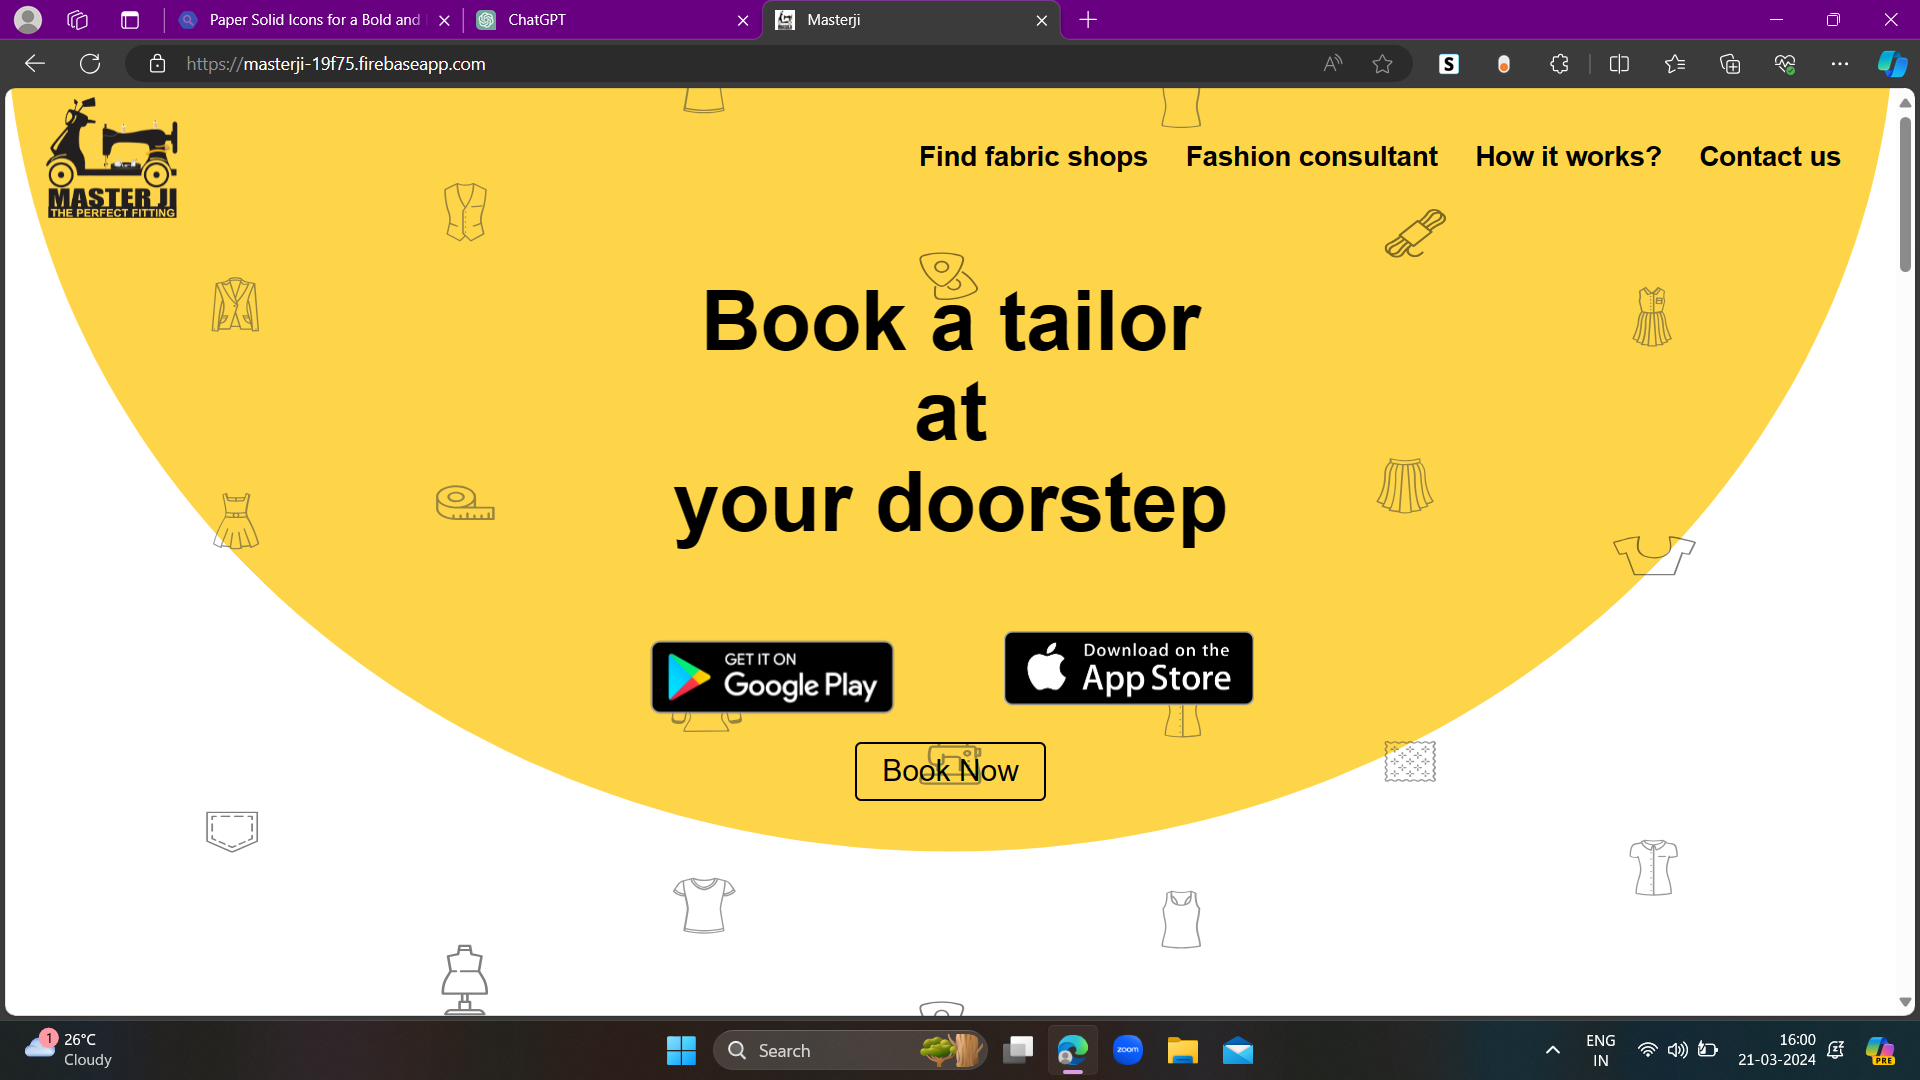 Paper Solid Icons for a Bold and
ChatGPT
Masterji
https://masterji-19f75.firebaseapp.com
MASTER JI
THE PERFECT FITTING
Find fabric shops
Fashion consultant
How it works?
Contact us
Book a tailor
at
your doorstep
GET IT ON
Google Play
Download on the
App Store
Book Now
1
26°C
Cloudy
Search
zoom
ENG
IN
16:00
21-03-2024
PRE